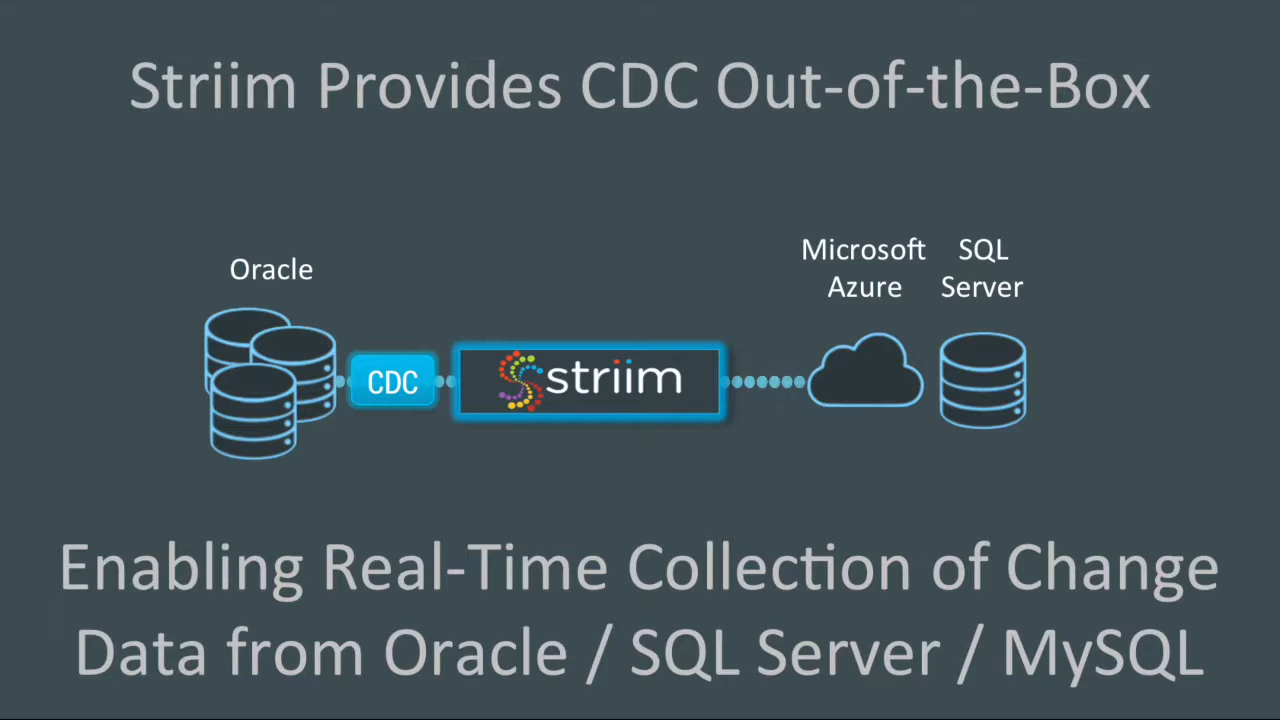 Striim Provides CDC Out-of-the-Box
Oracle
Microsoft
Azure
SQL
Server
CDC
striim
Enabling Real-Time Collection of Change
Data from Oracle / SQL Server / MySQL